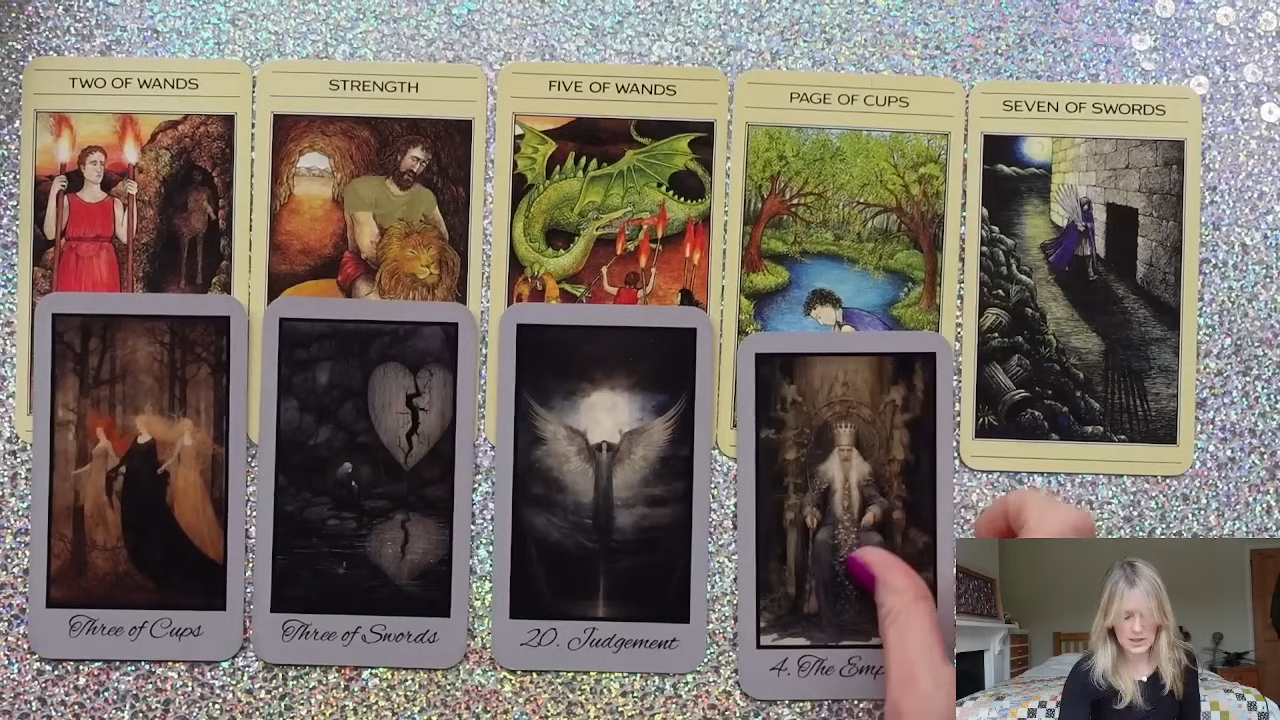 TWO OF WANDS
STRENGTH
FIVE OF WANDS
PAGE OF CUPS
SEVEN OF SWORDS
Three of Cups
Three of Swords
20. Judgement
4. The Emp